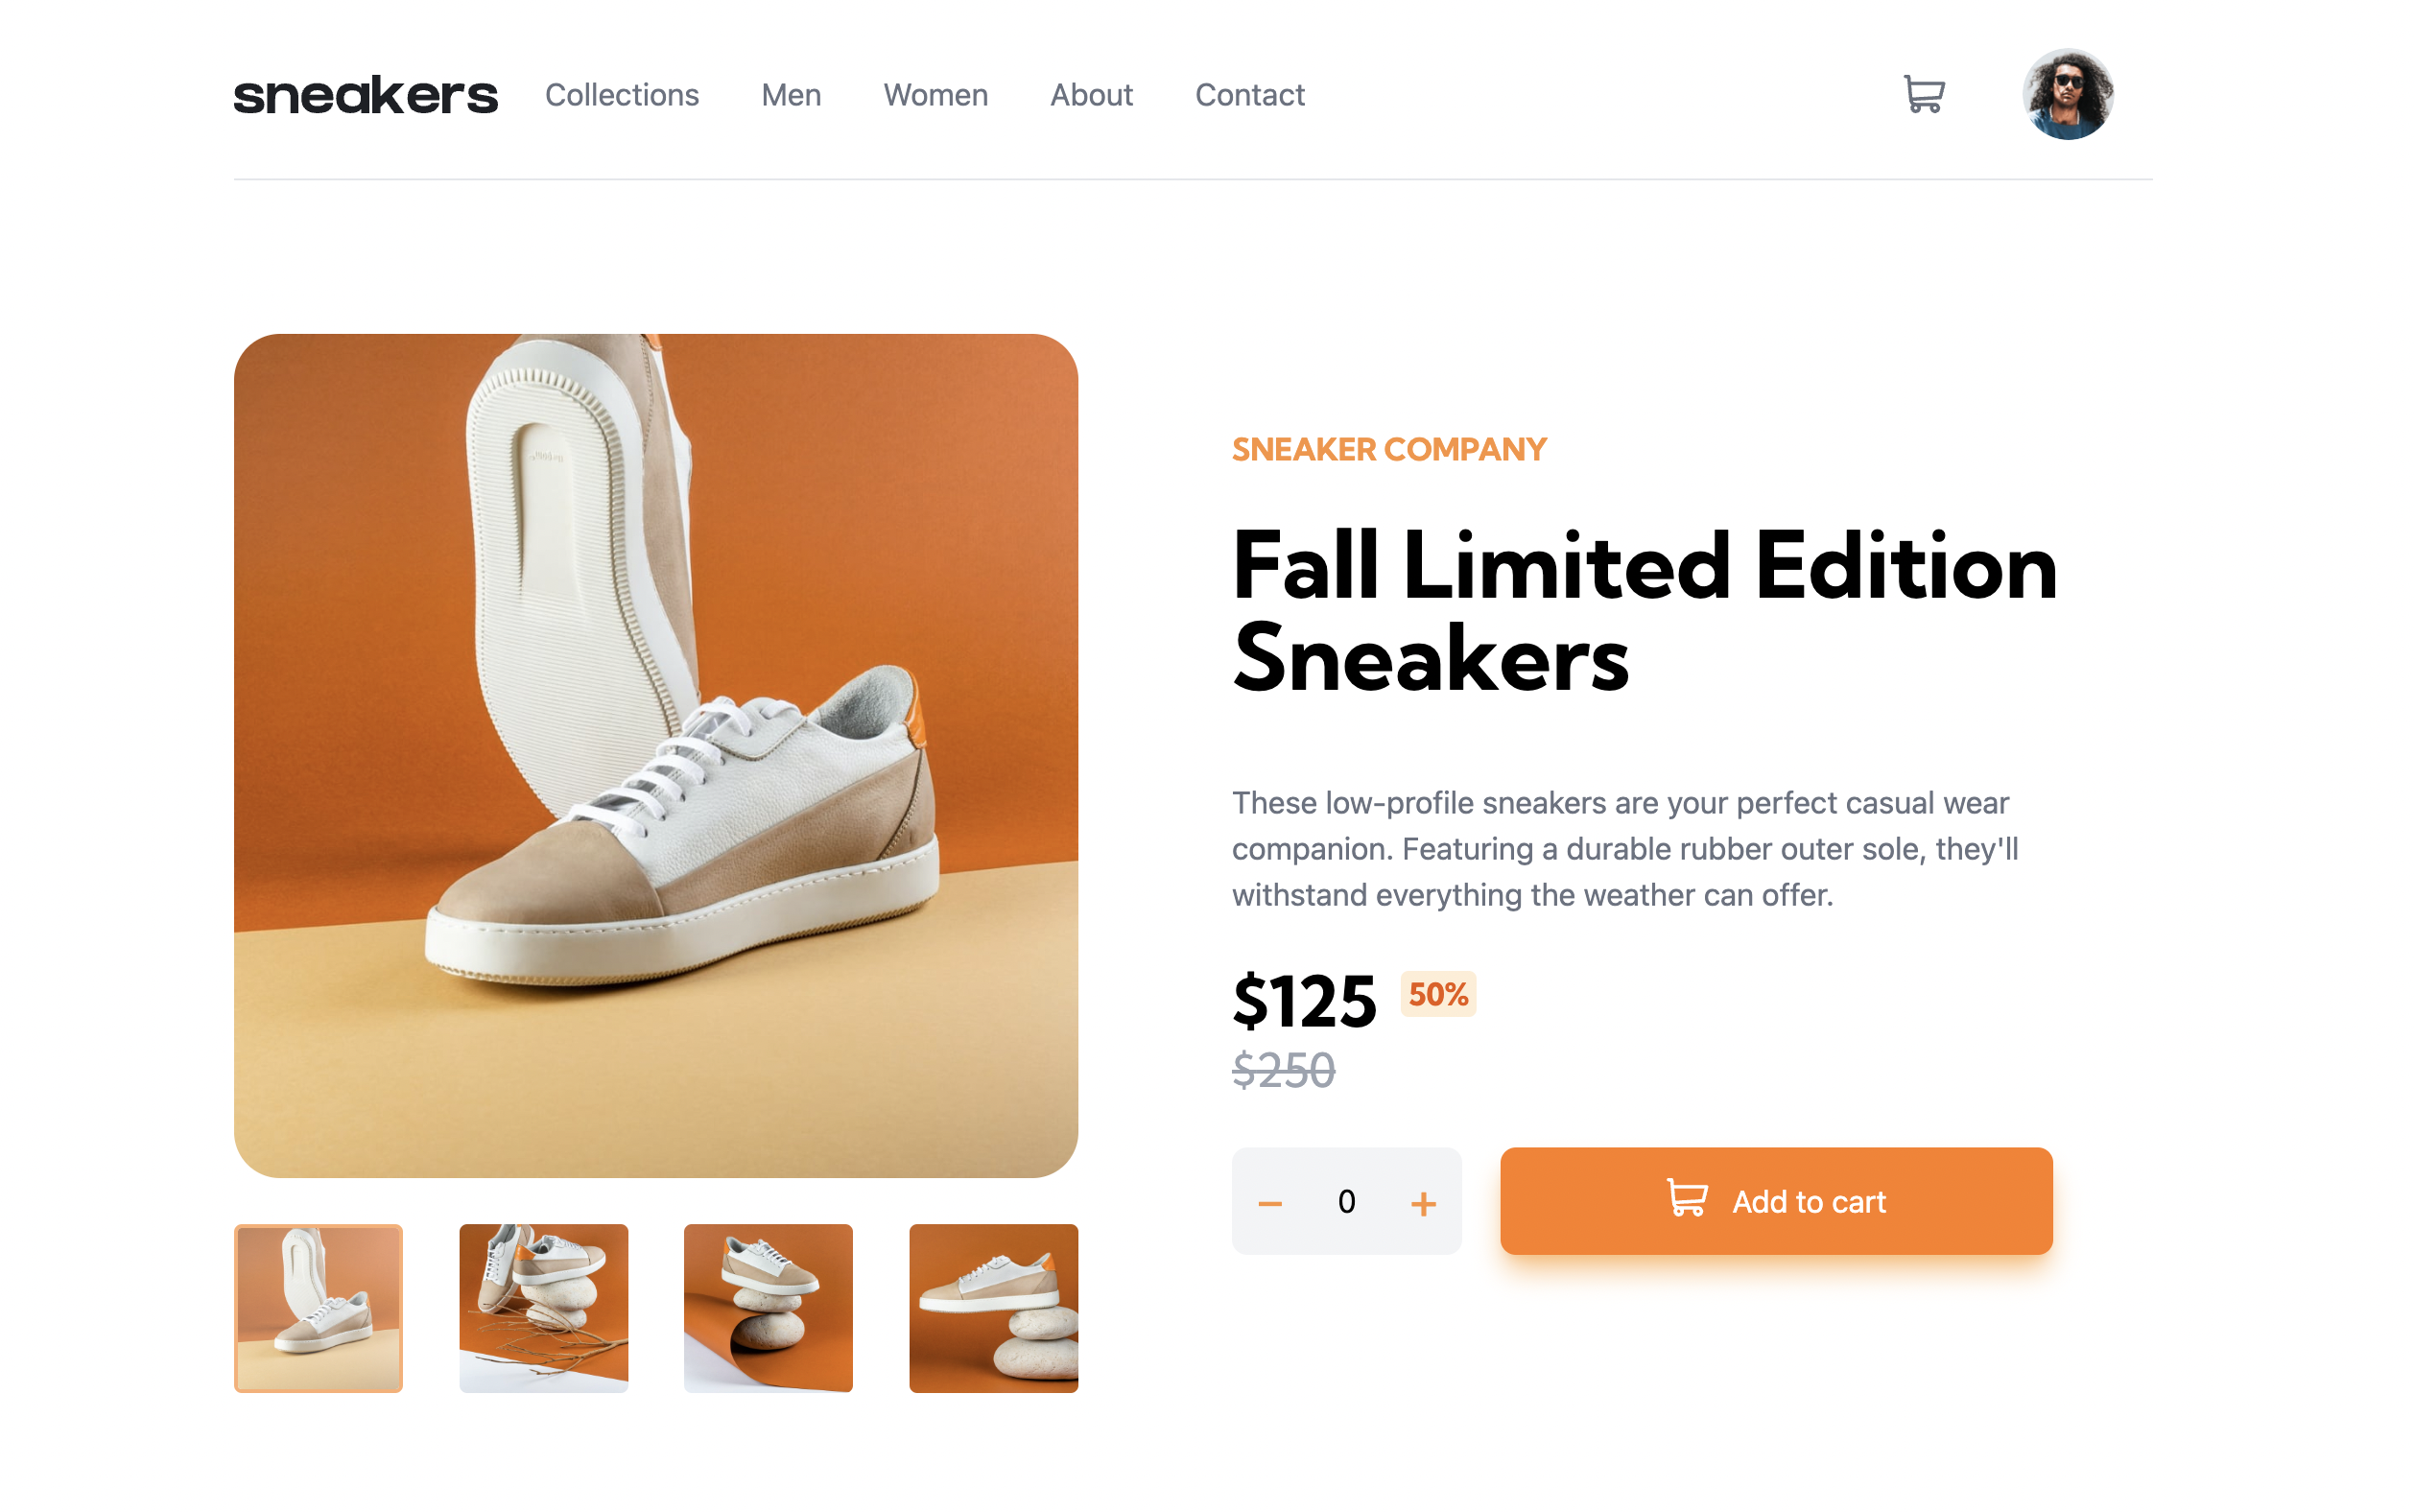 sneakers Collections Men Women About Contact
SNEAKER COMPANY
Fall Limited Edition
Sneakers
These low-profile sneakers are your perfect casual wear
companion. Featuring a durable rubber outer sole, they'll
withstand everything the weather can offer.
$125 50%
$250
− 0 + Add to cart